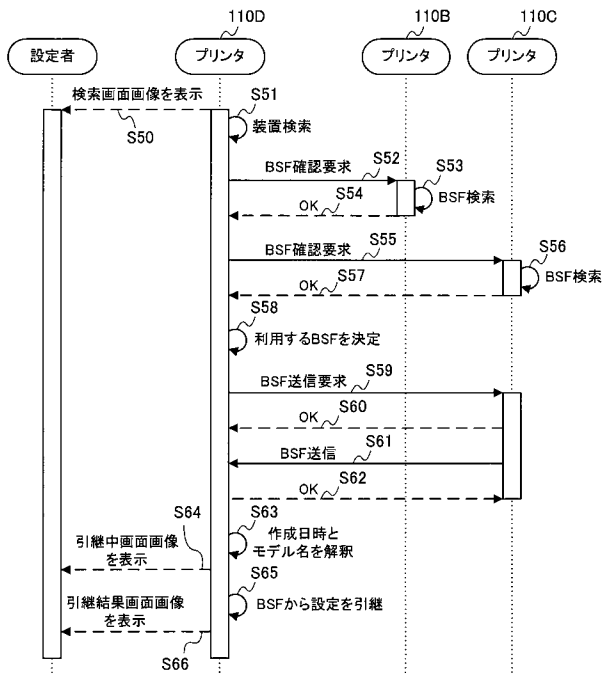 110D
110B
110C
設定者
プリンタ
プリンタ
プリンタ
検索画面画像を表示
S50
S51
装置検索
BSF確認要求
S52
S53
BSF検索
OK
S54
BSF確認要求
S55
S56
BSF検索
OK
S57
S58
利用するBSFを決定
BSF送信要求
S59
OK
S60
BSF送信
S61
OK
S62
S63
作成日時と
モデル名を解釈
S64
引継中画面画像
を表示
S65
BSFから設定を引継
引継結果画面画像
を表示
S66